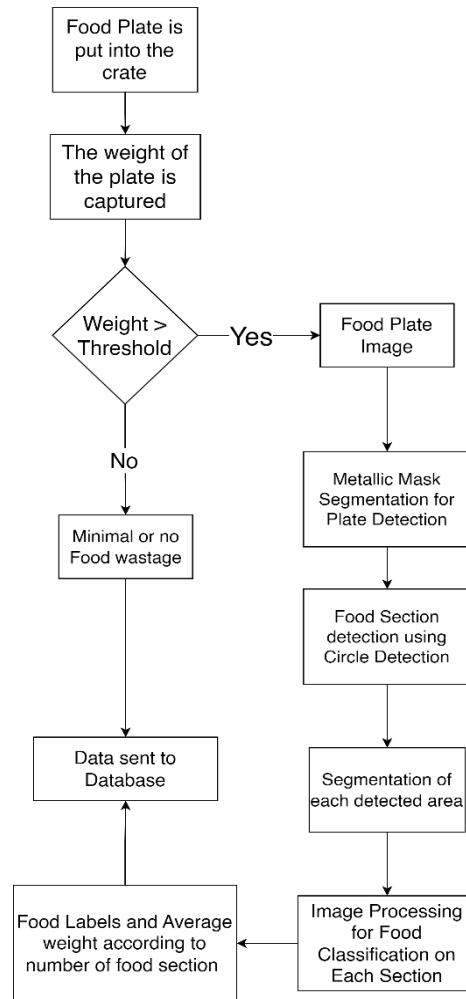 Food Plate is
put into the
crate
The weight of
the plate is
captured
Weight >
Threshold
Yes
Food Plate
Image
No
Metallic Mask
Segmentation for
Plate Detection
Minimal or no
Food wastage
Food Section
detection using
Circle Detection
Data sent to
Database
Segmentation of
each detected area
Food Labels and Average
weight according to
number of food section
Image Processing
for Food
Classification on
Each Section